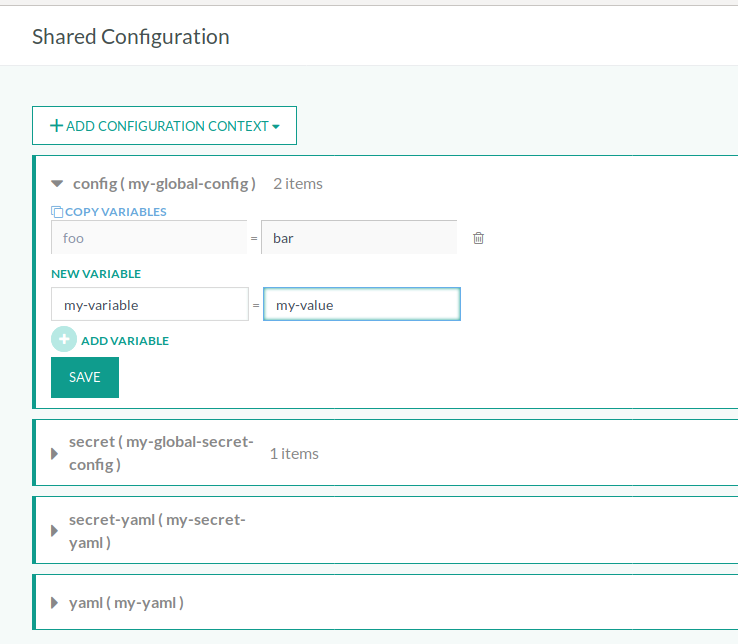 Shared Configuration
ADD CONFIGURATION CONTEXT
config ( my-global-config ) 2 items
COPY VARIABLES
foo = bar
NEW VARIABLE
my-variable = my-value
ADD VARIABLE
SAVE
secret ( my-global-secret-
config ) 1 items
secret-yaml ( my-secret-
yaml )
yaml ( my-yaml )